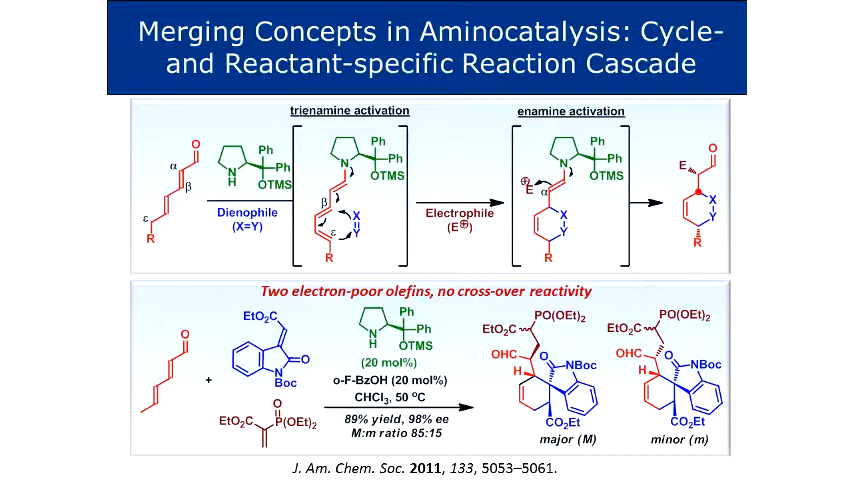 Merging Concepts in Aminocatalysis: Cycle-
and Reactant-specific Reaction Cascade
trienamine activation
enamine activation
O
α
β
ε
R
N
H
Ph
Ph
OTMS
Dienophile
(X=Y)
N
Ph
Ph
OTMS
β
ε
X
Y
R
Electrophile
(E⊕)
N
Ph
Ph
OTMS
⊕
E
α
X
Y
R
O
E
X
Y
R
Two electron-poor olefins, no cross-over reactivity
O
+
EtO₂C
O
N
Boc
O
EtO₂C
P(OEt)₂
N
H
Ph
Ph
OTMS
(20 mol%)
o-F-BzOH (20 mol%)
CHCl₃, 50 °C
89% yield, 98% ee
M:m ratio 85:15
PO(OEt)₂
EtO₂C
OHC
O
NBoc
H
CO₂Et
major (M)
PO(OEt)₂
EtO₂C
OHC
O
NBoc
H
CO₂Et
minor (m)
J. Am. Chem. Soc. 2011, 133, 5053–5061.